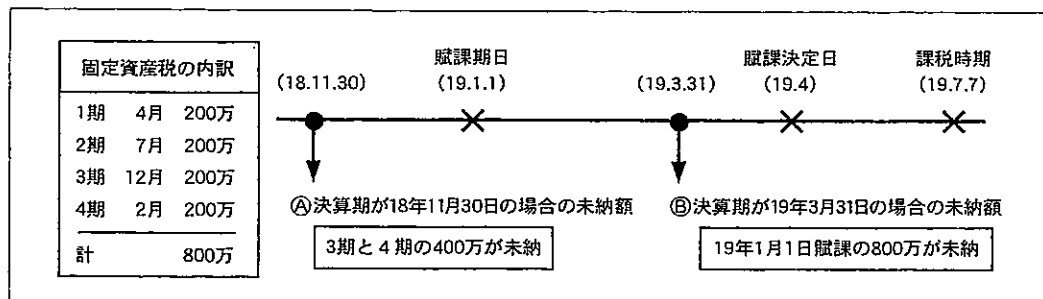 固定資産税の内訳
1期 4月 200万
2期 7月 200万
3期 12月 200万
4期 2月 200万
計 800万
賦課期日 賦課決定日 課税時期
(18.11.30) (19.1.1) (19.3.31) (19.4) (19.7.7)
Ⓐ決算期が18年11月30日の場合の未納額
3期と4期の400万が未納
Ⓑ決算期が19年3月31日の場合の未納額
19年1月1日賦課の800万が未納